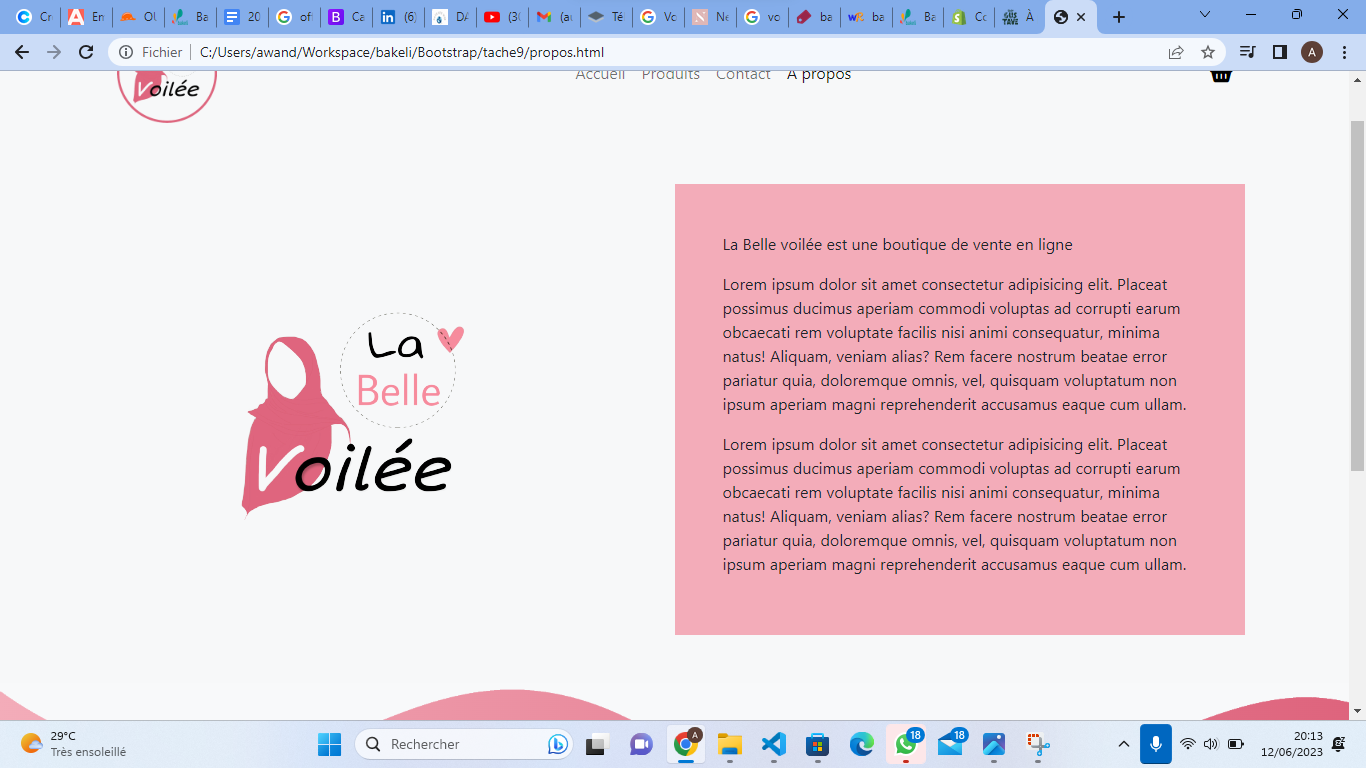 Cr
Er
OU
Ba
20
of
Ca
(6)
DA
(30
(au
Té
Vo
Ne
vo
ba
ba
Ba
Co
A
Fichier
C:/Users/awand/Workspace/bakeli/Bootstrap/tache9/propos.html
A
Voilée
Accueil Produits Contact A propos
La
Belle
Voilée
La Belle voilée est une boutique de vente en ligne
Lorem ipsum dolor sit amet consectetur adipisicing elit. Placeat
possimus ducimus aperiam commodi voluptas ad corrupti earum
obcaecati rem voluptate facilis nisi animi consequatur, minima
natus! Aliquam, veniam alias? Rem facere nostrum beatae error
pariatur quia, doloremque omnis, vel, quisquam voluptatum non
ipsum aperiam magni reprehenderit accusamus eaque cum ullam.
Lorem ipsum dolor sit amet consectetur adipisicing elit. Placeat
possimus ducimus aperiam commodi voluptas ad corrupti earum
obcaecati rem voluptate facilis nisi animi consequatur, minima
natus! Aliquam, veniam alias? Rem facere nostrum beatae error
pariatur quia, doloremque omnis, vel, quisquam voluptatum non
ipsum aperiam magni reprehenderit accusamus eaque cum ullam.
29°C
Très ensoleillé
Rechercher
A
18
18
20:13
12/06/2023